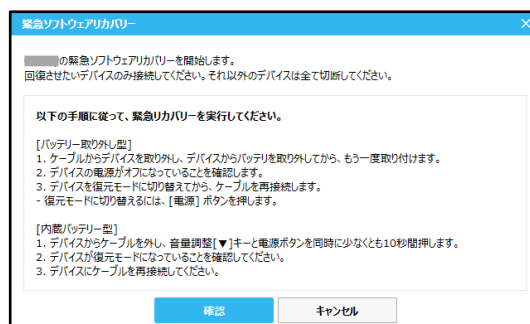 緊急ソフトウェアリカバリー
の緊急ソフトウェアリカバリーを開始します。
回復させたいデバイスのみ接続してください。それ以外のデバイスは全て切断してください。
以下の手順に従って、緊急リカバリーを実行してください。
[バッテリー取り外し型]
1. ケーブルからデバイスを取り外し、デバイスからバッテリを取り外してから、もう一度取り付けます。
2. デバイスの電源がオフになっていることを確認します。
3. デバイスを復元モードに切り替えてから、ケーブルを再接続します。
- 復元モードに切り替えるには、[電源] ボタンを押します。
[内蔵バッテリー型]
1. デバイスからケーブルを外し、音量調整[▼]キーと電源ボタンを同時に少なくとも10秒間押します。
2. デバイスが復元モードになっていることを確認してください。
3. デバイスにケーブルを再接続してください。
確認
キャンセル